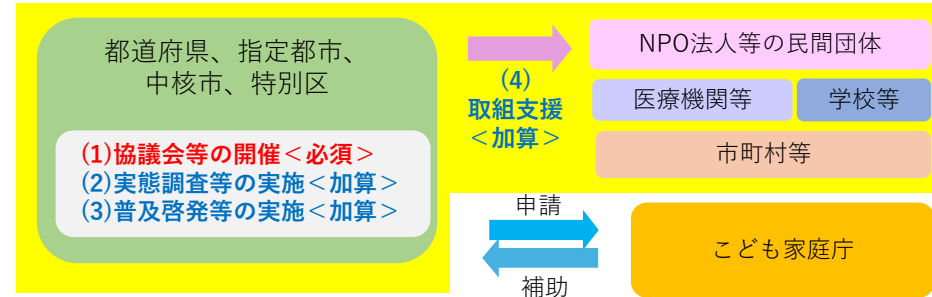 都道府県、指定都市、
中核市、特別区
(1)協議会等の開催＜必須＞
(2)実態調査等の実施＜加算＞
(3)普及啓発等の実施＜加算＞
(4)
取組支援
＜加算＞
NPO法人等の民間団体
医療機関等
学校等
市町村等
申請
補助
こども家庭庁